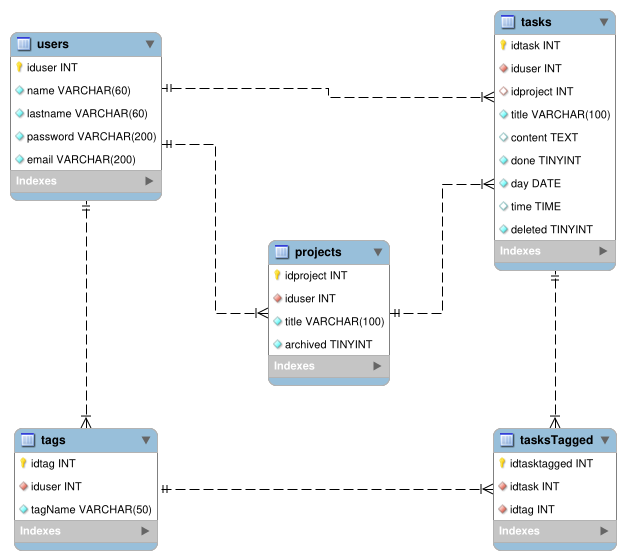 users
iduser INT
name VARCHAR(60)
lastname VARCHAR(60)
password VARCHAR(200)
email VARCHAR(200)
Indexes
tasks
idtask INT
iduser INT
idproject INT
title VARCHAR(100)
content TEXT
done TINYINT
day DATE
time TIME
deleted TINYINT
Indexes
projects
idproject INT
iduser INT
title VARCHAR(100)
archived TINYINT
Indexes
tags
idtag INT
iduser INT
tagName VARCHAR(50)
Indexes
tasksTagged
idtasktagged INT
idtask INT
idtag INT
Indexes